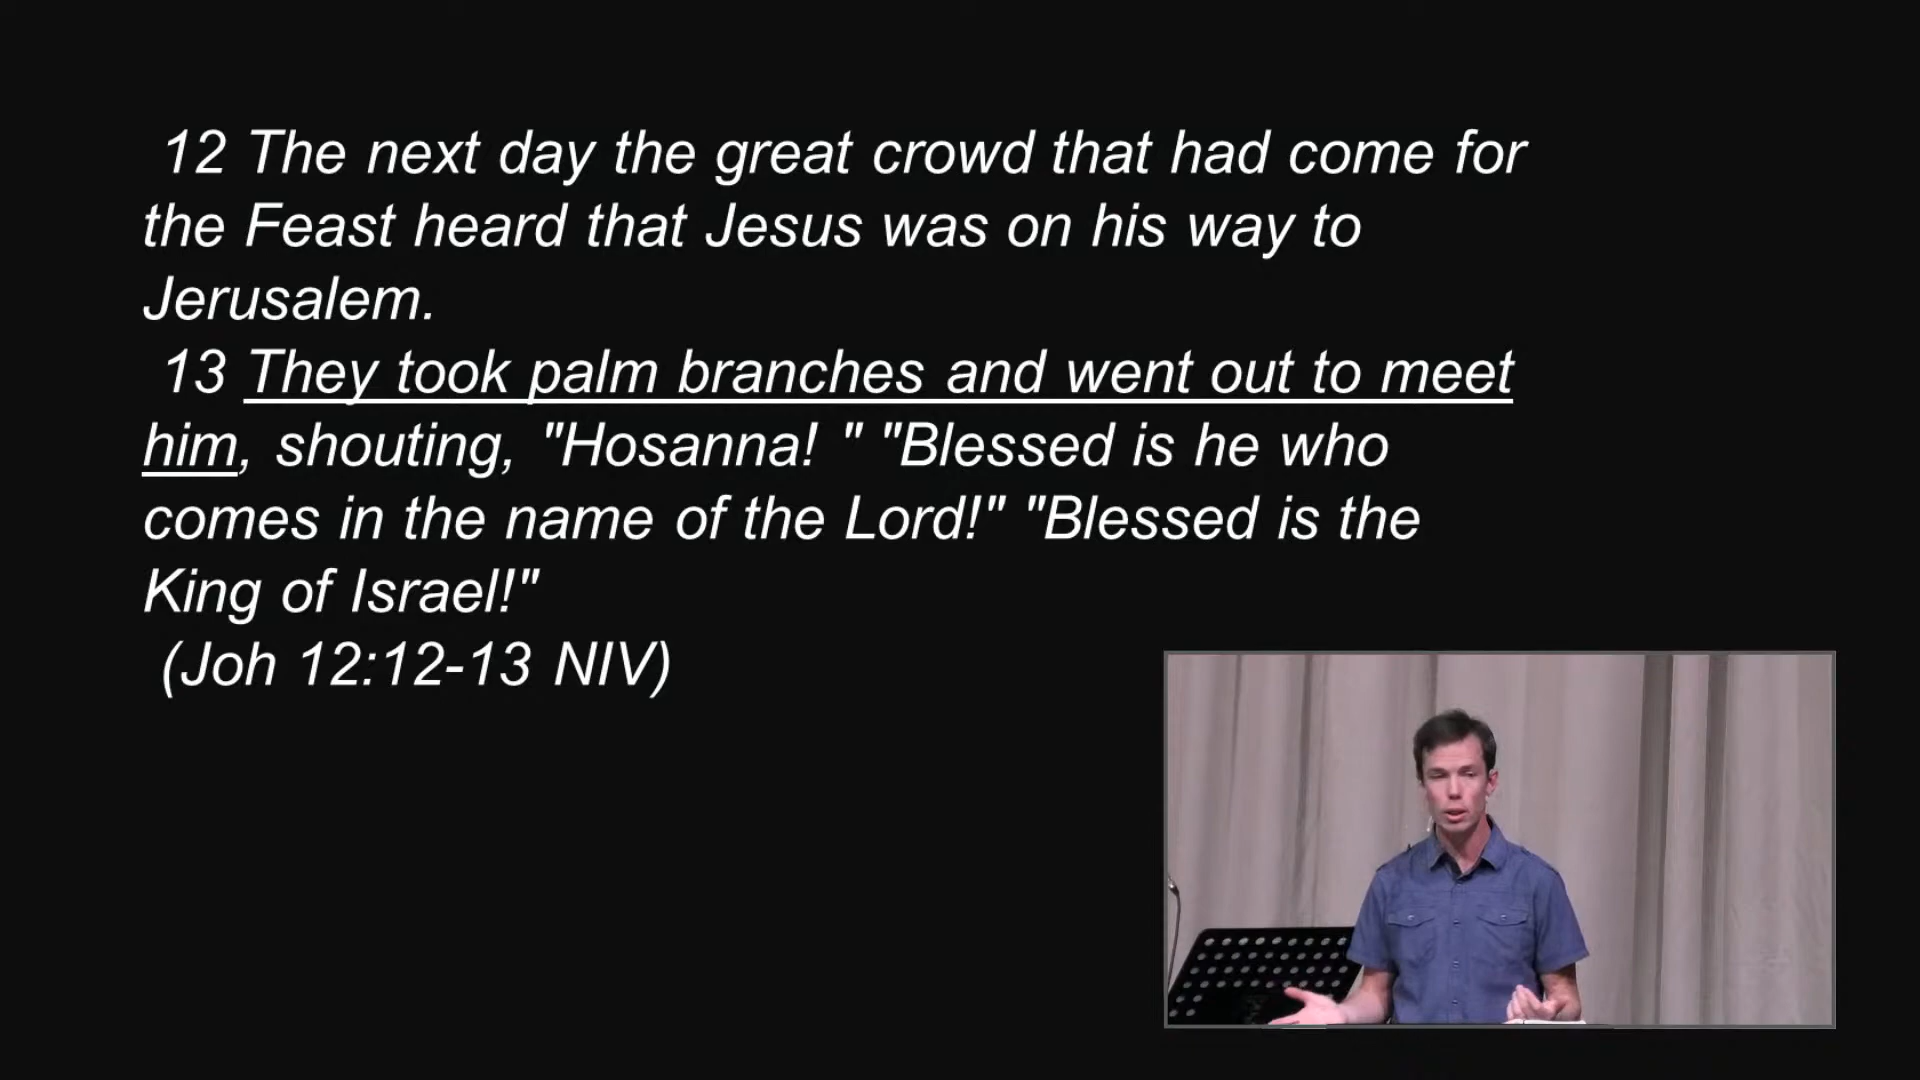 12 The next day the great crowd that had come for
the Feast heard that Jesus was on his way to
Jerusalem.
13 They took palm branches and went out to meet
him, shouting, "Hosanna! " "Blessed is he who
comes in the name of the Lord!" "Blessed is the
King of Israel!"
(Joh 12:12-13 NIV)